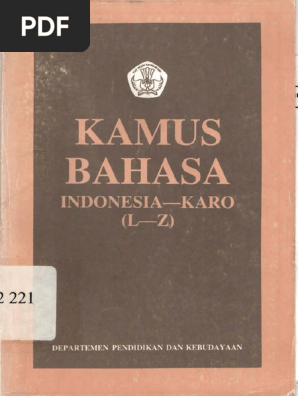 PDF
KAMUS
BAHASA
INDONESIA—KARO
(L—Z)
2 221
DEPARTEMEN PENDIDIKAN DAN KEBUDAYAAN